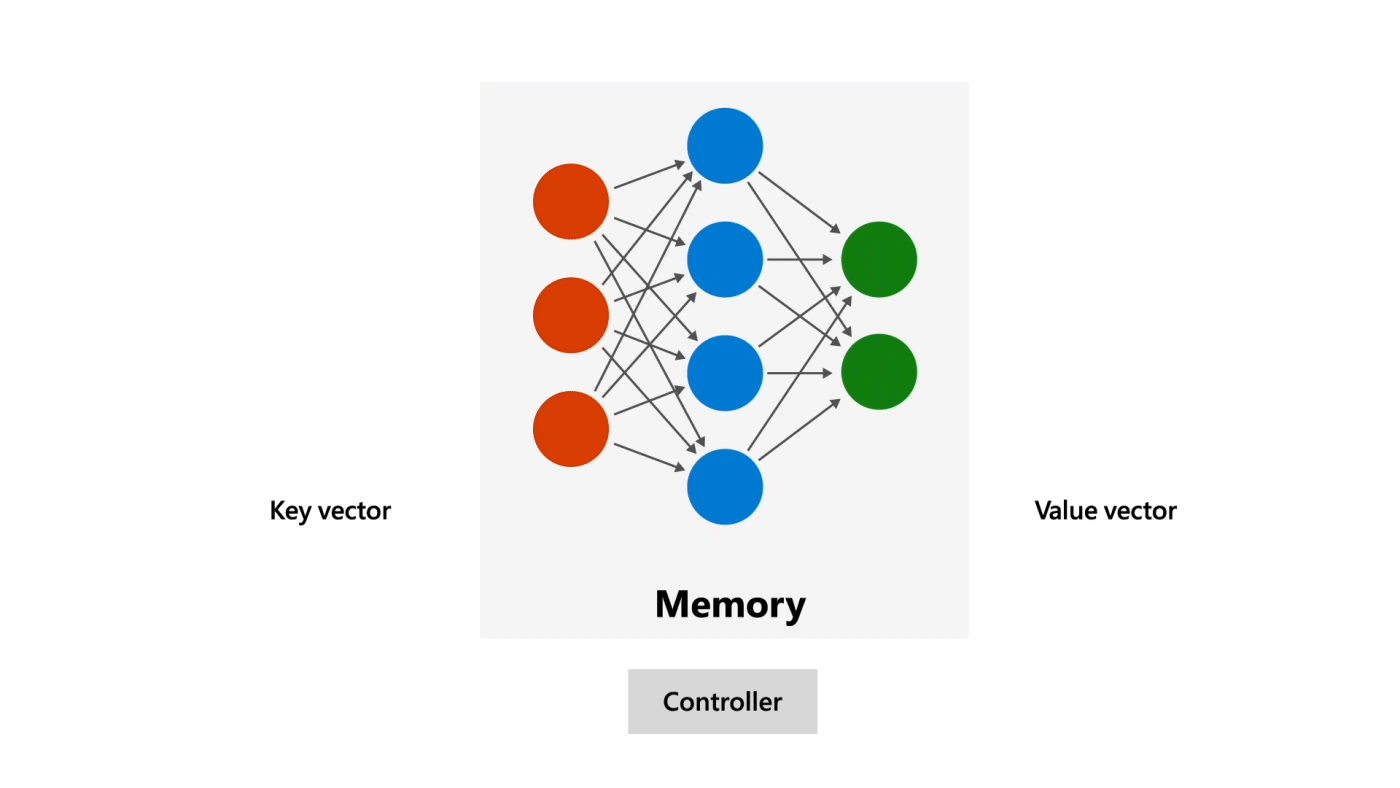 Key vector
Value vector
Memory
Controller